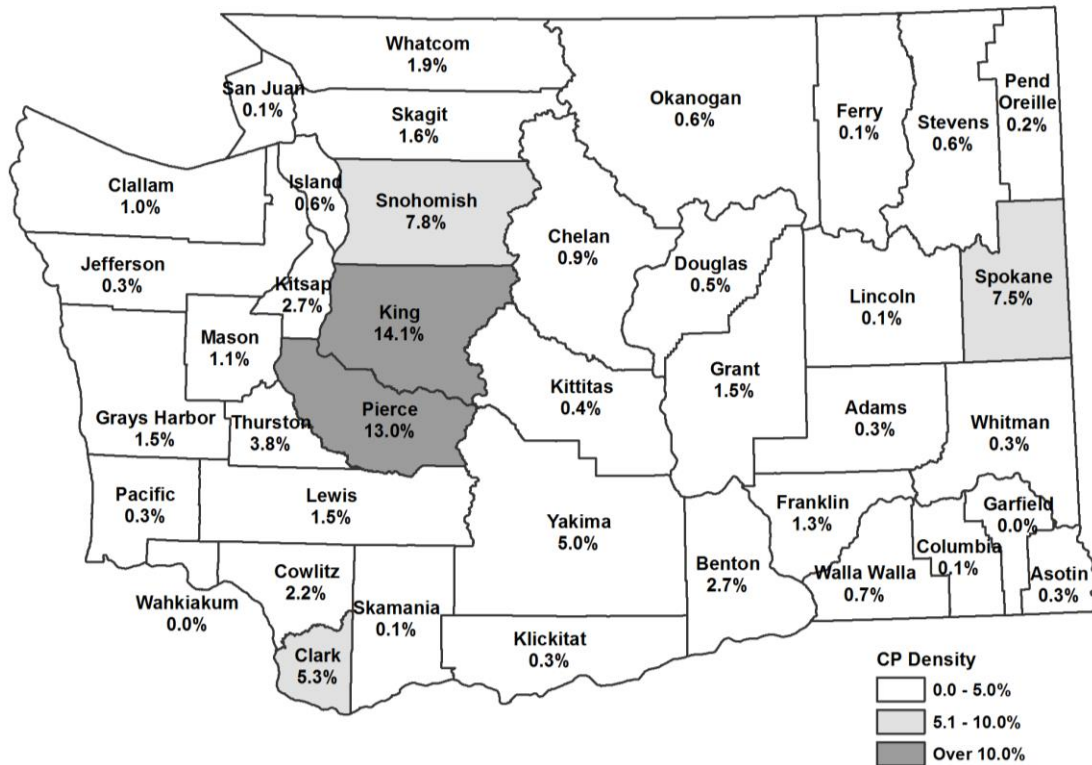 Whatcom
1.9%
San Juan
0.1%
Skagit
1.6%
Okanogan
0.6%
Ferry
0.1%
Stevens
0.6%
Pend
Oreille
0.2%
Clallam
1.0%
Island
0.6%
Snohomish
7.8%
Chelan
0.9%
Douglas
0.5%
Jefferson
0.3%
Kitsap
2.7%
King
14.1%
Lincoln
0.1%
Spokane
7.5%
Mason
1.1%
Grant
1.5%
Kittitas
0.4%
Grays Harbor
1.5%
Thurston
3.8%
Pierce
13.0%
Adams
0.3%
Whitman
0.3%
Pacific
0.3%
Lewis
1.5%
Yakima
5.0%
Franklin
1.3%
Garfield
0.0%
Benton
2.7%
Walla Walla
0.7%
Columbia
0.1%
Asotin
0.3%
Wahkiakum
0.0%
Cowlitz
2.2%
Skamania
0.1%
Klickitat
0.3%
Clark
5.3%
CP Density
0.0 - 5.0%
5.1 - 10.0%
Over 10.0%